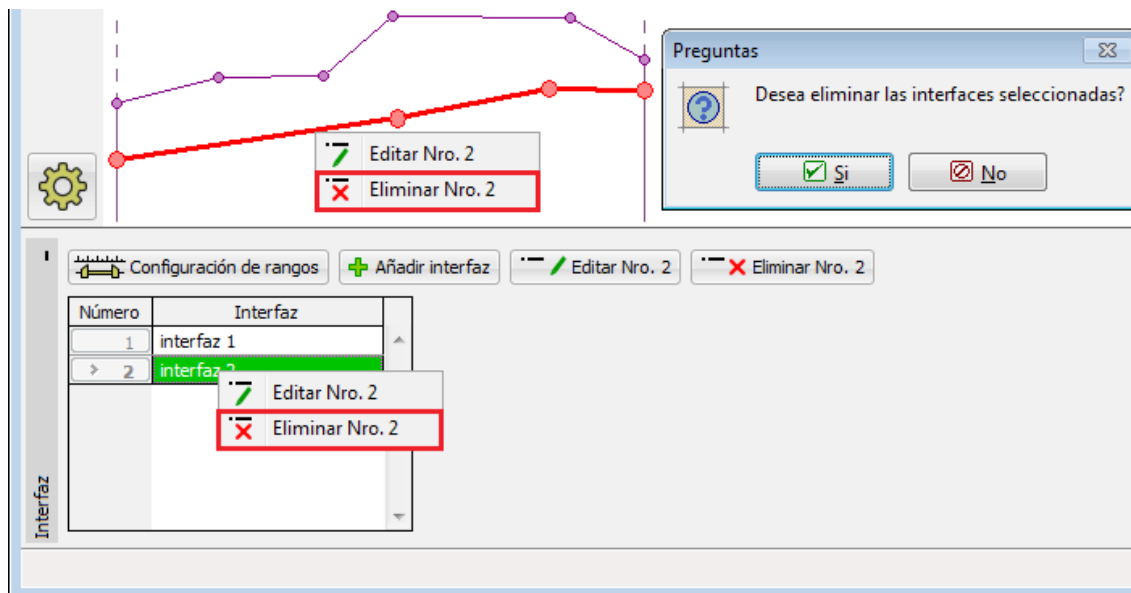 Preguntas
Desea eliminar las interfaces seleccionadas?
Si
No
Editar Nro. 2
Eliminar Nro. 2
Configuración de rangos
Añadir interfaz
Editar Nro. 2
Eliminar Nro. 2
Número Interfaz
1 interfaz 1
2 interfaz 2
Editar Nro. 2
Eliminar Nro. 2
Interfaz